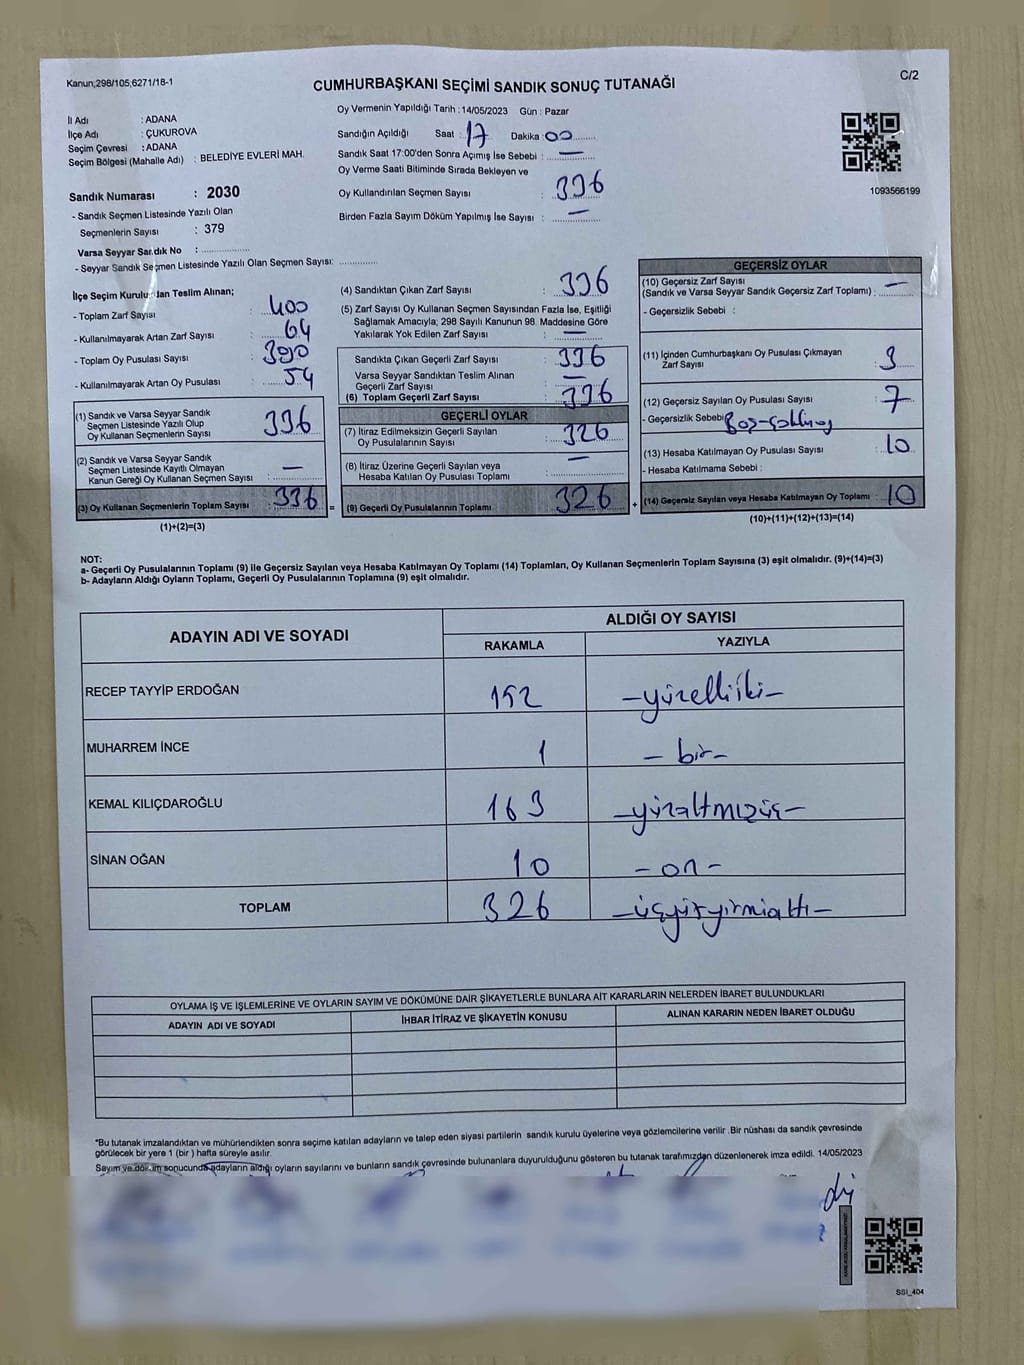 Kanun;298/105,6271/18-1
C/2
CUMHURBAŞKANI SEÇİMİ SANDIK SONUÇ TUTANAĞI
İl Adı : ADANA
İlçe Adı : ÇUKUROVA
Seçim Çevresi : ADANA
Seçim Bölgesi (Mahalle Adı) : BELEDİYE EVLERİ MAH.
Sandık Numarası : 2030
- Sandık Seçmen Listesinde Yazılı Olan
Seçmenlerin Sayısı : 379
Varsa Seyyar Sandık No :
- Seyyar Sandık Seçmen Listesinde Yazılı Olan Seçmen Sayısı:
Oy Vermenin Yapıldığı Tarih : 14/05/2023 Gün : Pazar
Sandığın Açıldığı Saat : 17 Dakika : 00
Sandık Saat 17:00'den Sonra Açımış İse Sebebi : —
Oy Verme Saati Bitiminde Sırada Bekleyen ve
Oy Kullandırılan Seçmen Sayısı : 336
Birden Fazla Sayım Döküm Yapılmış İse Sayısı : —
1093566199
İlçe Seçim Kurulundan Teslim Alınan;
- Toplam Zarf Sayısı : 400
- Kullanılmayarak Artan Zarf Sayısı : 64
- Toplam Oy Pusulası Sayısı : 390
- Kullanılmayarak Artan Oy Pusulası : 54
(1) Sandık ve Varsa Seyyar Sandık
Seçmen Listesinde Yazılı Olup
Oy Kullanan Seçmenlerin Sayısı : 336
(2) Sandık ve Varsa Seyyar Sandık
Seçmen Listesinde Kayıtlı Olmayan
Kanun Gereği Oy Kullanan Seçmen Sayısı : —
(3) Oy Kullanan Seçmenlerin Toplam Sayısı : 336
(1)+(2)=(3)
(4) Sandıktan Çıkan Zarf Sayısı : 336
(5) Zarf Sayısı Oy Kullanan Seçmen Sayısından Fazla İse, Eşitliği
Sağlamak Amacıyla; 298 Sayılı Kanunun 98. Maddesine Göre
Yakılarak Yok Edilen Zarf Sayısı : —
Sandıkta Çıkan Geçerli Zarf Sayısı : 336
Varsa Seyyar Sandıktan Teslim Alınan
Geçerli Zarf Sayısı : —
(6) Toplam Geçerli Zarf Sayısı : 336
GEÇERLİ OYLAR
(7) İtiraz Edilmeksizin Geçerli Sayılan
Oy Pusulalarının Sayısı : 326
(8) İtiraz Üzerine Geçerli Sayılan veya
Hesaba Katılan Oy Pusulası Toplamı : —
= (9) Geçerli Oy Pusulalarının Toplamı : 326
GEÇERSİZ OYLAR
(10) Geçersiz Zarf Sayısı
(Sandık ve Varsa Seyyar Sandık Geçersiz Zarf Toplamı) : —
- Geçersizlik Sebebi :
(11) İçinden Cumhurbaşkanı Oy Pusulası Çıkmayan
Zarf Sayısı : 3
(12) Geçersiz Sayılan Oy Pusulası Sayısı : 7
- Geçersizlik Sebebi
(13) Hesaba Katılmayan Oy Pusulası Sayısı : 10
- Hesaba Katılmama Sebebi :
+ (14) Geçersiz Sayılan veya Hesaba Katılmayan Oy Toplamı : 10
(10)+(11)+(12)+(13)=(14)
NOT:
a- Geçerli Oy Pusulalarının Toplamı (9) ile Geçersiz Sayılan veya Hesaba Katılmayan Oy Toplamı (14) Toplamları, Oy Kullanan Seçmenlerin Toplam Sayısına (3) eşit olmalıdır. (9)+(14)=(3)
b- Adayların Aldığı Oyların Toplamı, Geçerli Oy Pusulalarının Toplamına (9) eşit olmalıdır.
ADAYIN ADI VE SOYADI ALDIĞI OY SAYISI
RAKAMLA YAZIYLA
RECEP TAYYİP ERDOĞAN 152 -yüzelliiki-
MUHARREM İNCE 1 - bir-
KEMAL KILIÇDAROĞLU 163 -yüzaltmışüç-
SİNAN OĞAN 10 - on -
TOPLAM 326 -üçyüzyirmialtı-
OYLAMA İŞ VE İŞLEMLERİNE VE OYLARIN SAYIM VE DÖKÜMÜNE DAİR ŞİKAYETLERLE BUNLARA AİT KARARLARIN NELERDEN İBARET BULUNDUKLARI
ADAYIN ADI VE SOYADI İHBAR İTİRAZ VE ŞİKAYETİN KONUSU ALINAN KARARIN NEDEN İBARET OLDUĞU
*Bu tutanak imzalandıktan ve mühürlendikten sonra seçime katılan adayların ve talep eden siyasi partilerin sandık kurulu üyelerine veya gözlemcilerine verilir .Bir nüshası da sandık çevresinde
görülecek bir yere 1 (bir ) hafta süreyle asılır.
Sayım ve döküm sonucunda adayların aldığı oyların sayılarını ve bunların sandık çevresinde bulunanlara duyurulduğunu gösteren bu tutanak tarafımızdan düzenlenerek imza edildi. 14/05/2023
SSI_404